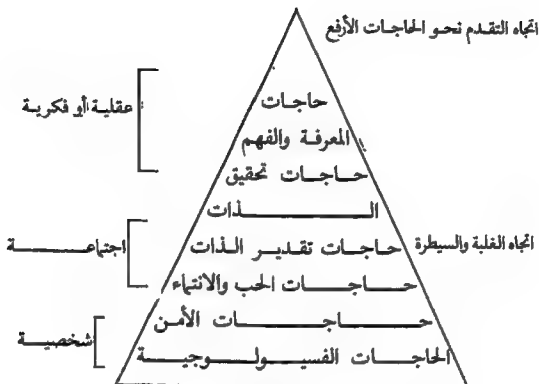 اتجاه التقدم نحو الحاجات الأرفع
حاجات
عقلية أو فكرية
المعرفة والفهم
حاجات تحقيق
الذات
اجتماعة
حاجات تقدير الذات
اتجاه الغلبة والسيطرة
حاجات الحب والانتماء
حاجات الأمن
شخصية
الحاجات الفسيولوجية